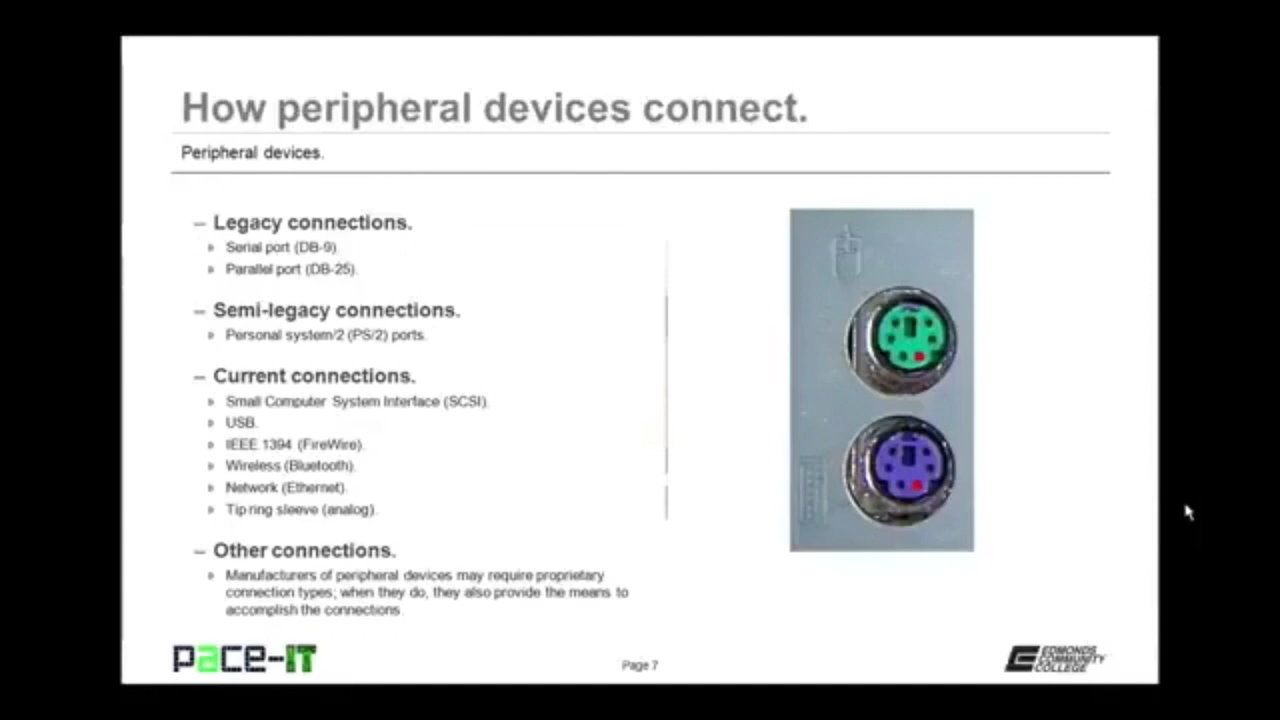 How peripheral devices connect.
Peripheral devices.
– Legacy connections.
» Serial port (DB-9).
» Parallel port (DB-25).
– Semi-legacy connections.
» Personal system/2 (PS/2) ports.
– Current connections.
» Small Computer System Interface (SCSI).
» USB.
» IEEE 1394 (FireWire).
» Wireless (Bluetooth).
» Network (Ethernet).
» Tip ring sleeve (analog).
– Other connections.
» Manufacturers of peripheral devices may require proprietary
connection types; when they do, they also provide the means to
accomplish the connections.
pace-IT
Page 7
EDMONDS
COMMUNITY
COLLEGE